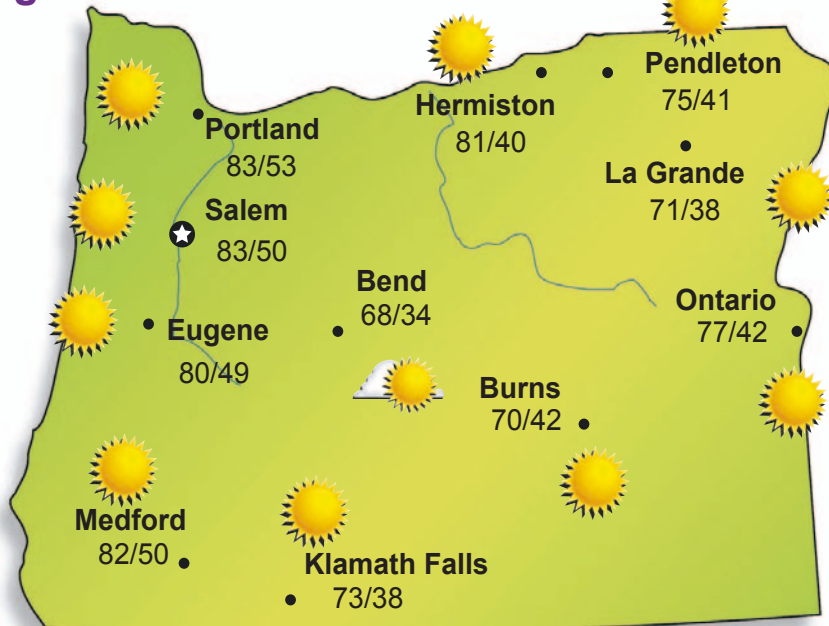 g
Pendleton
75/41
Hermiston
81/40
Portland
83/53
La Grande
71/38
Salem
83/50
Bend
68/34
Ontario
77/42
Eugene
80/49
Burns
70/42
Medford
82/50
Klamath Falls
73/38